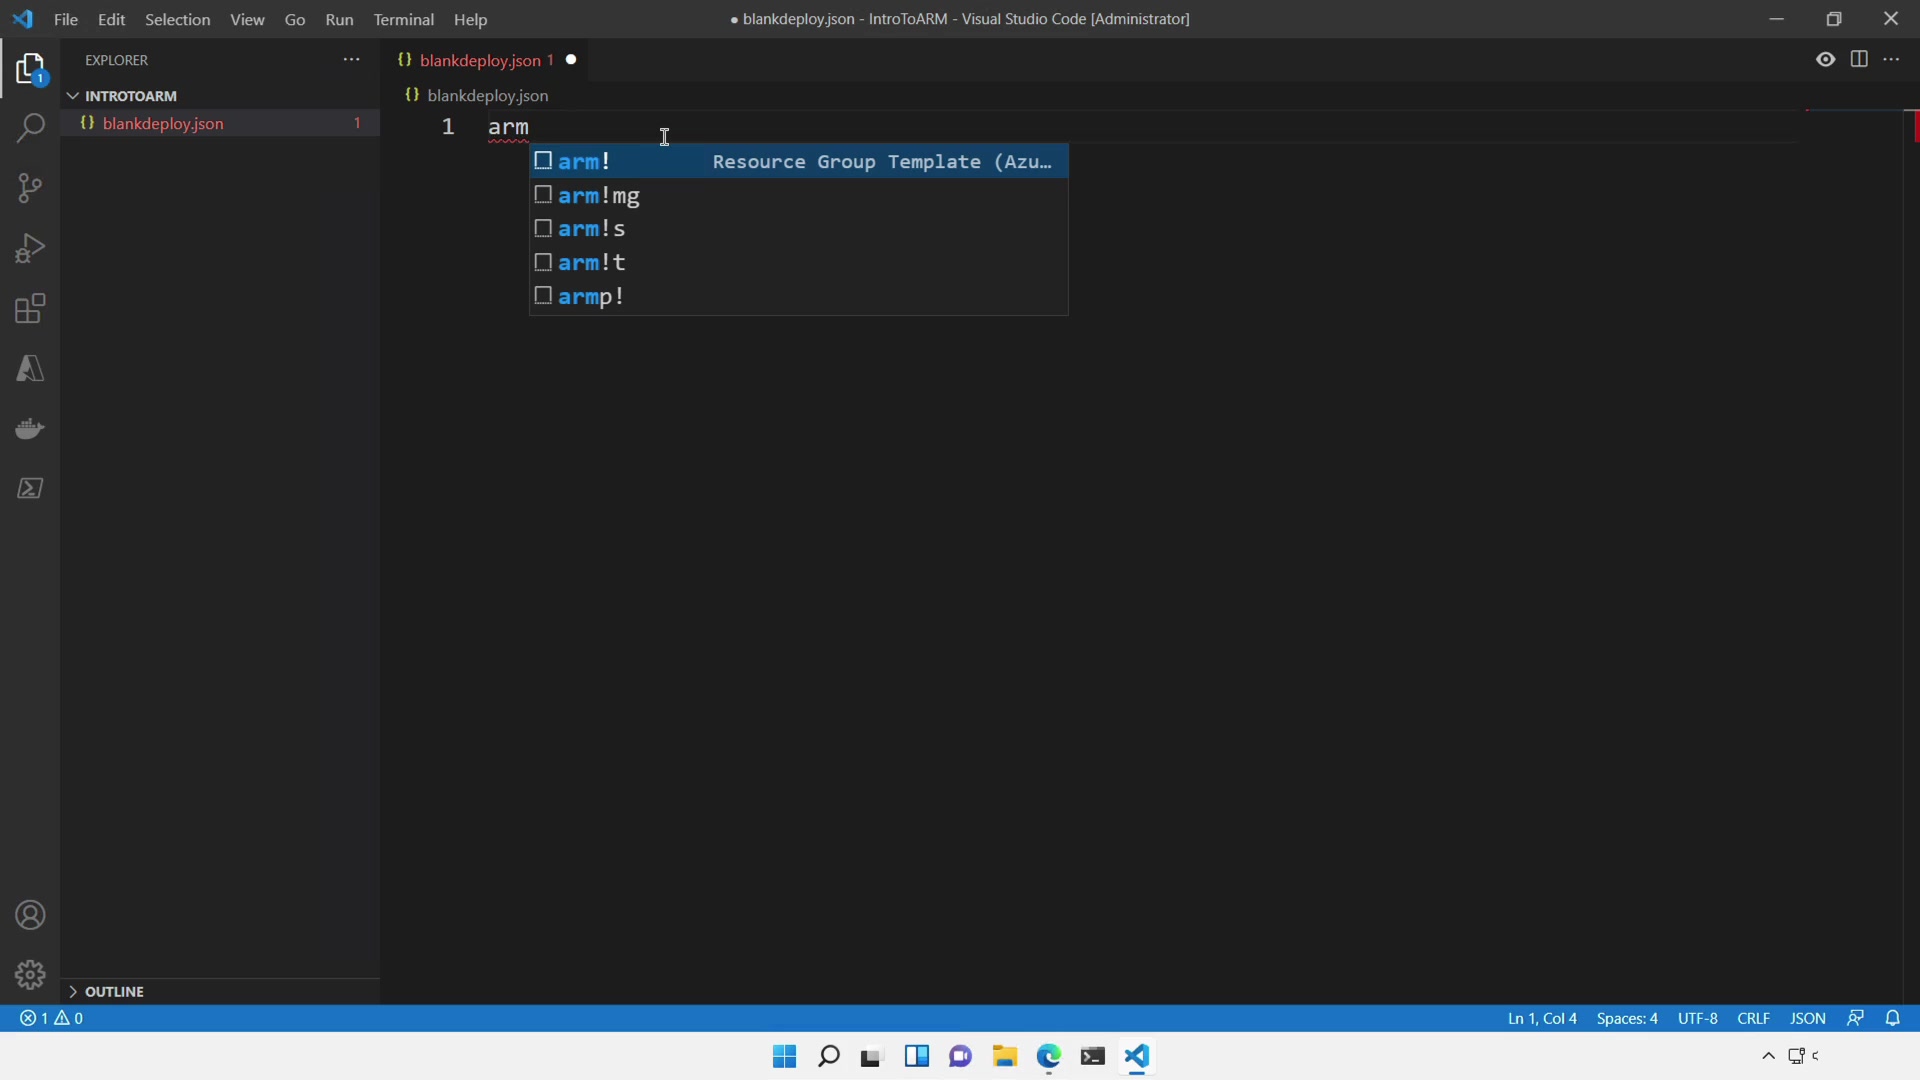 File Edit Selection View Go Run Terminal Help
● blankdeploy.json - IntroToARM - Visual Studio Code [Administrator]
EXPLORER
{} blankdeploy.json 1 ●
INTROTOARM
{} blankdeploy.json
1
{} blankdeploy.json 1
1 arm
arm! Resource Group Template (Azu…
arm!mg
arm!s
arm!t
armp!
OUTLINE
1 0
Ln 1, Col 4 Spaces: 4 UTF-8 CRLF JSON